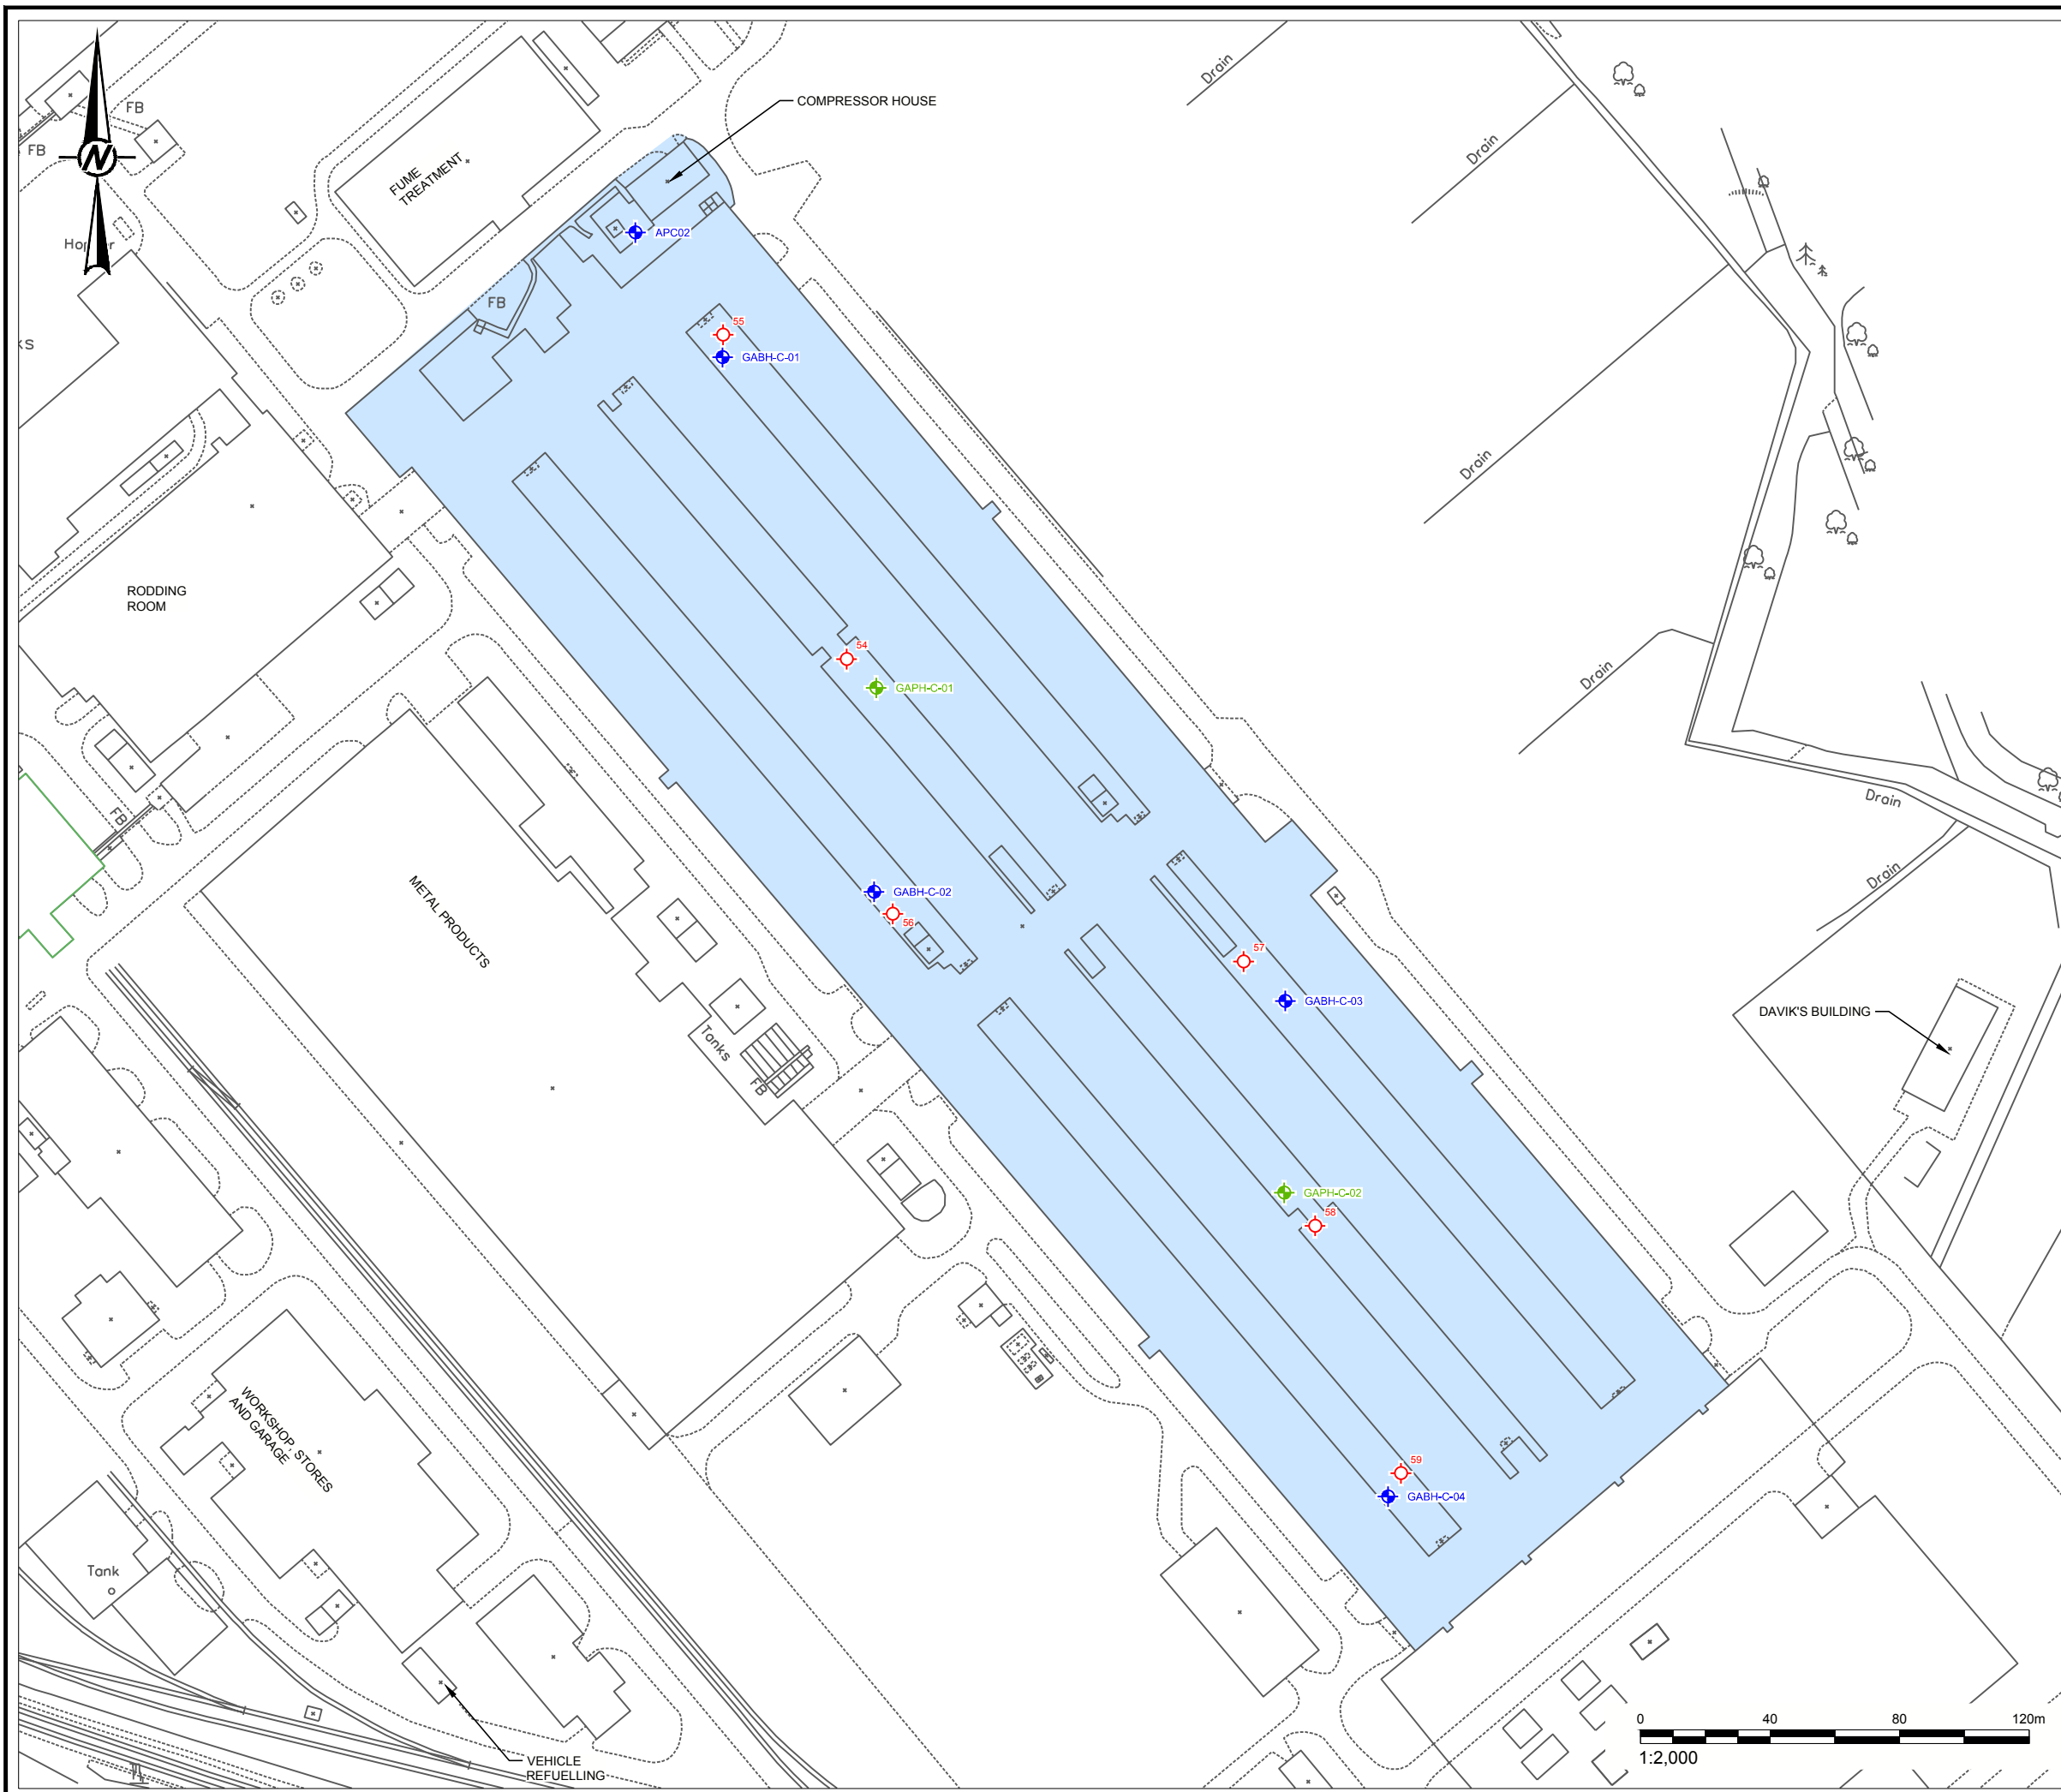 COMPRESSOR HOUSE
FB
FB
N
FUME
TREATMENT
Drain
Drain
APC02
FB
55
GABH-C-01
KS
Drain
RODDING
ROOM
54
GAPH-C-01
Drain
FB
Drain
METAL PRODUCTS
GABH-C-02
56
57
Drain
GABH-C-03
DAVIK'S BUILDING
Tanks
FB
GAPH-C-02
58
WORKSHOP, STORES
AND GARAGE
59
GABH-C-04
Tank
VEHICLE
REFUELLING
0 40 80 120m
1:2,000